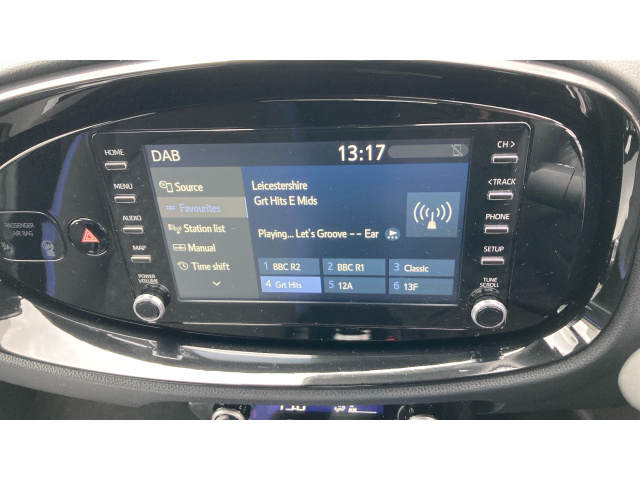 DAB 13:17
HOME
MENU
AUDIO
MAP
POWER
VOLUME
PASSENGER
AIR BAG
Source
Favourites
Station list
Manual
Time shift
Leicestershire
Grt Hits E Mids
Playing... Let's Groove -- Ear
1 BBC R2 2 BBC R1 3 Classic
4 Grt Hits 5 12A 6 13F
CH >
< TRACK
PHONE
SETUP
TUNE
SCROLL